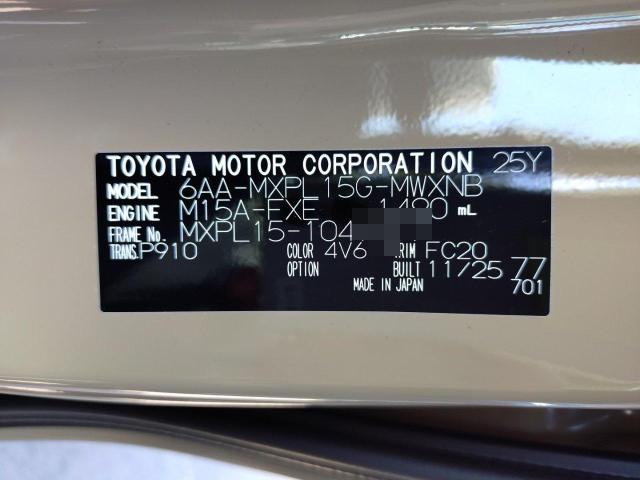 TOYOTA MOTOR CORPORATION 25Y
MODEL 6AA-MXPL15G-MWXNB
ENGINE M15A-FXE 1490 mL
FRAME No. MXPL15-104
TRANS. P910 COLOR 4V6 TRIM FC20
OPTION BUILT 11/25 77
MADE IN JAPAN 701